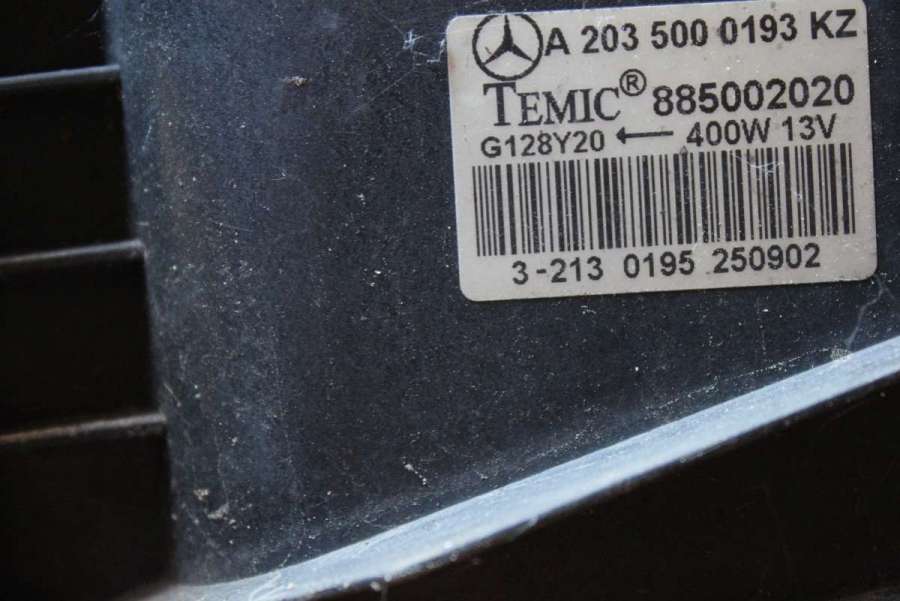 A 203 500 0193 KZ
TEMIC® 885002020
G128Y20 ← 400W 13V
3-213 0195 250902